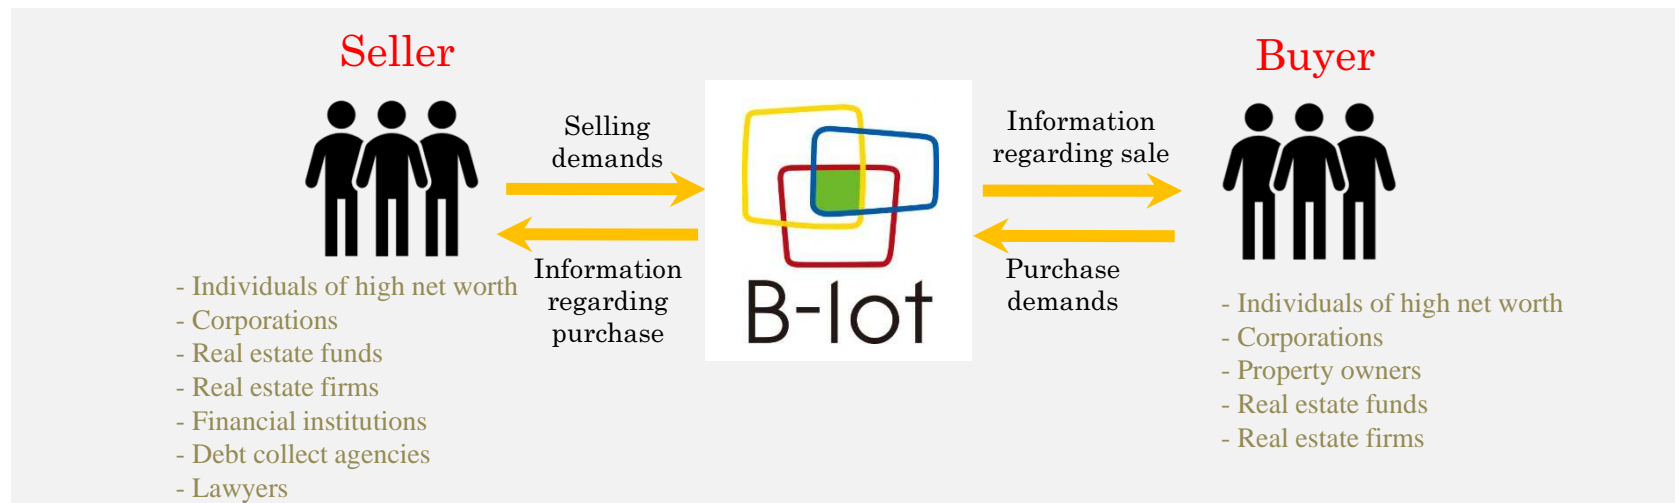 Seller
Selling
demands
Information
regarding
purchase
- Individuals of high net worth
- Corporations
- Real estate funds
- Real estate firms
- Financial institutions
- Debt collect agencies
- Lawyers
B-lot
Buyer
Information
regarding sale
Purchase
demands
- Individuals of high net worth
- Corporations
- Property owners
- Real estate funds
- Real estate firms